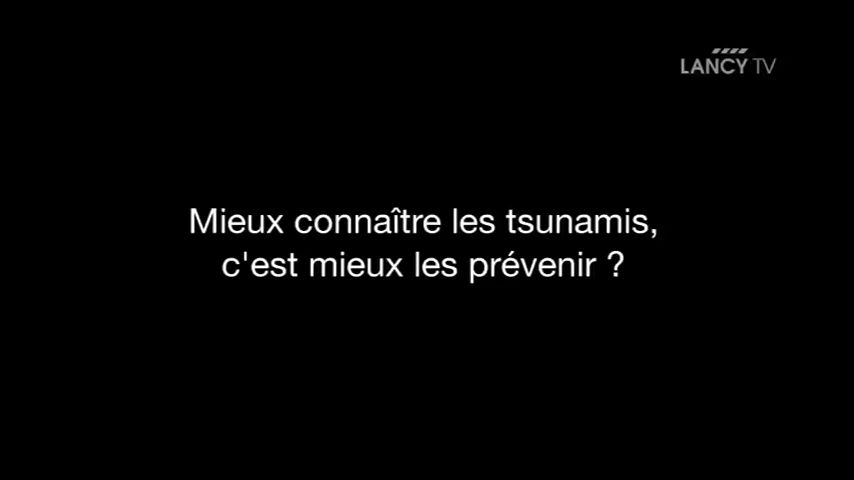 LANCY TV
Mieux connaître les tsunamis,
c'est mieux les prévenir ?